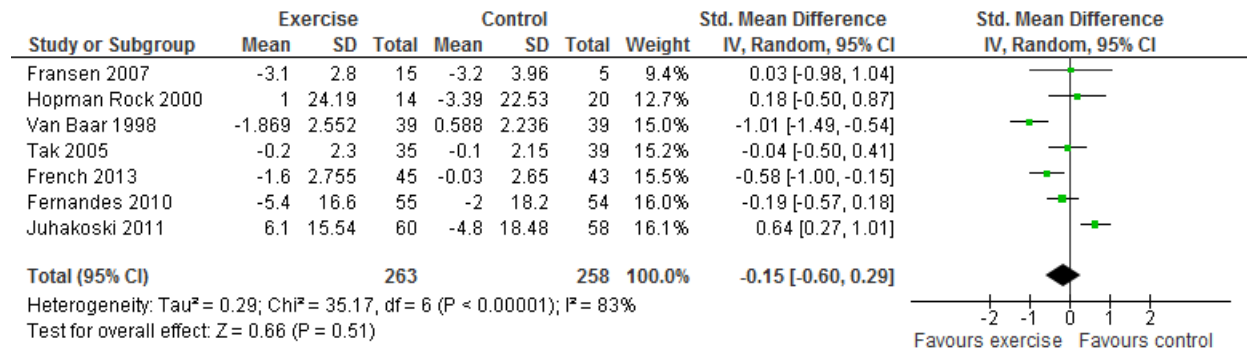 Exercise Control Std. Mean Difference Std. Mean Difference
Study or Subgroup Mean SD Total Mean SD Total Weight IV, Random, 95% CI IV, Random, 95% CI
Fransen 2007 -3.1 2.8 15 -3.2 3.96 5 9.4% 0.03 [-0.98, 1.04]
Hopman Rock 2000 1 24.19 14 -3.39 22.53 20 12.7% 0.18 [-0.50, 0.87]
Van Baar 1998 -1.869 2.552 39 0.588 2.236 39 15.0% -1.01 [-1.49, -0.54]
Tak 2005 -0.2 2.3 35 -0.1 2.15 39 15.2% -0.04 [-0.50, 0.41]
French 2013 -1.6 2.755 45 -0.03 2.65 43 15.5% -0.58 [-1.00, -0.15]
Fernandes 2010 -5.4 16.6 55 -2 18.2 54 16.0% -0.19 [-0.57, 0.18]
Juhakoski 2011 6.1 15.54 60 -4.8 18.48 58 16.1% 0.64 [0.27, 1.01]
Total (95% CI) 263 258 100.0% -0.15 [-0.60, 0.29]
Heterogeneity: Tau² = 0.29; Chi² = 35.17, df = 6 (P < 0.00001); I² = 83%
Test for overall effect: Z = 0.66 (P = 0.51)
-2 -1 0 1 2
Favours exercise Favours control